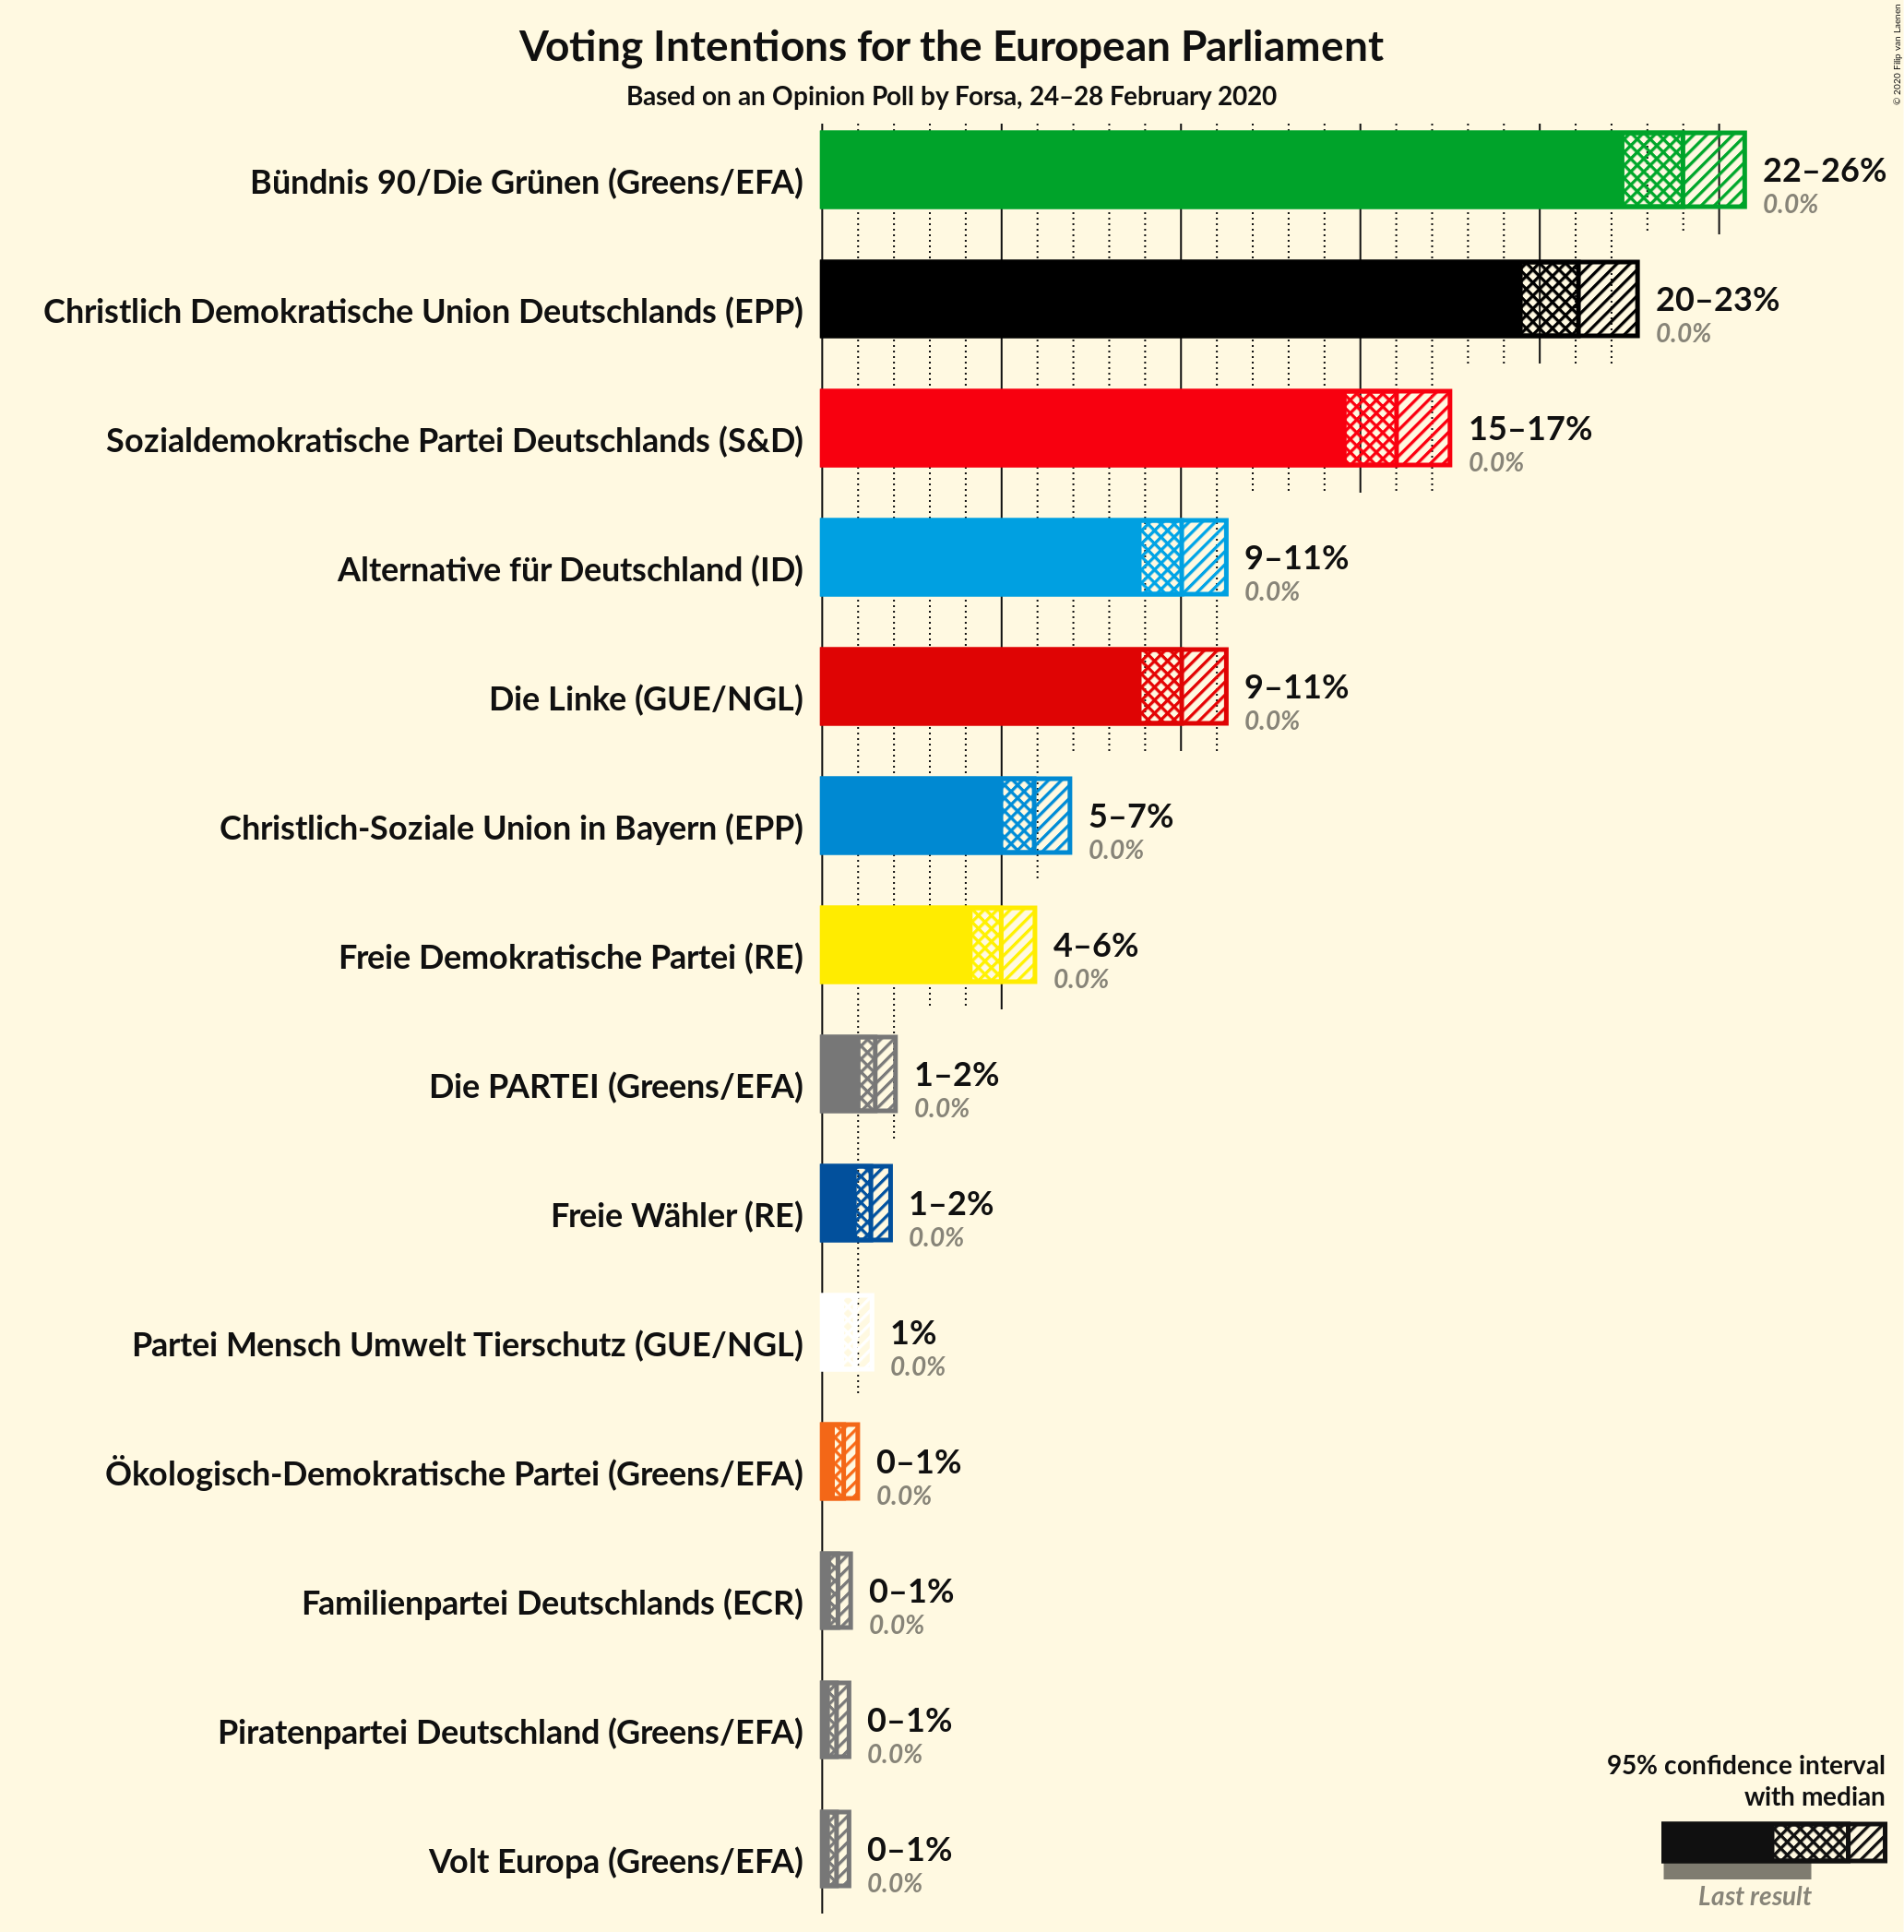 Voting Intentions for the European Parliament
Based on an Opinion Poll by Forsa, 24–28 February 2020
© 2020 Filip van Laenen
Bündnis 90/Die Grünen (Greens/EFA)
22–26%
0.0%
Christlich Demokratische Union Deutschlands (EPP)
20–23%
0.0%
Sozialdemokratische Partei Deutschlands (S&D)
15–17%
0.0%
Alternative für Deutschland (ID)
9–11%
0.0%
Die Linke (GUE/NGL)
9–11%
0.0%
Christlich-Soziale Union in Bayern (EPP)
5–7%
0.0%
Freie Demokratische Partei (RE)
4–6%
0.0%
Die PARTEI (Greens/EFA)
1–2%
0.0%
Freie Wähler (RE)
1–2%
0.0%
Partei Mensch Umwelt Tierschutz (GUE/NGL)
1%
0.0%
Ökologisch-Demokratische Partei (Greens/EFA)
0–1%
0.0%
Familienpartei Deutschlands (ECR)
0–1%
0.0%
Piratenpartei Deutschland (Greens/EFA)
0–1%
0.0%
Volt Europa (Greens/EFA)
0–1%
0.0%
95% confidence interval
with median
Last result